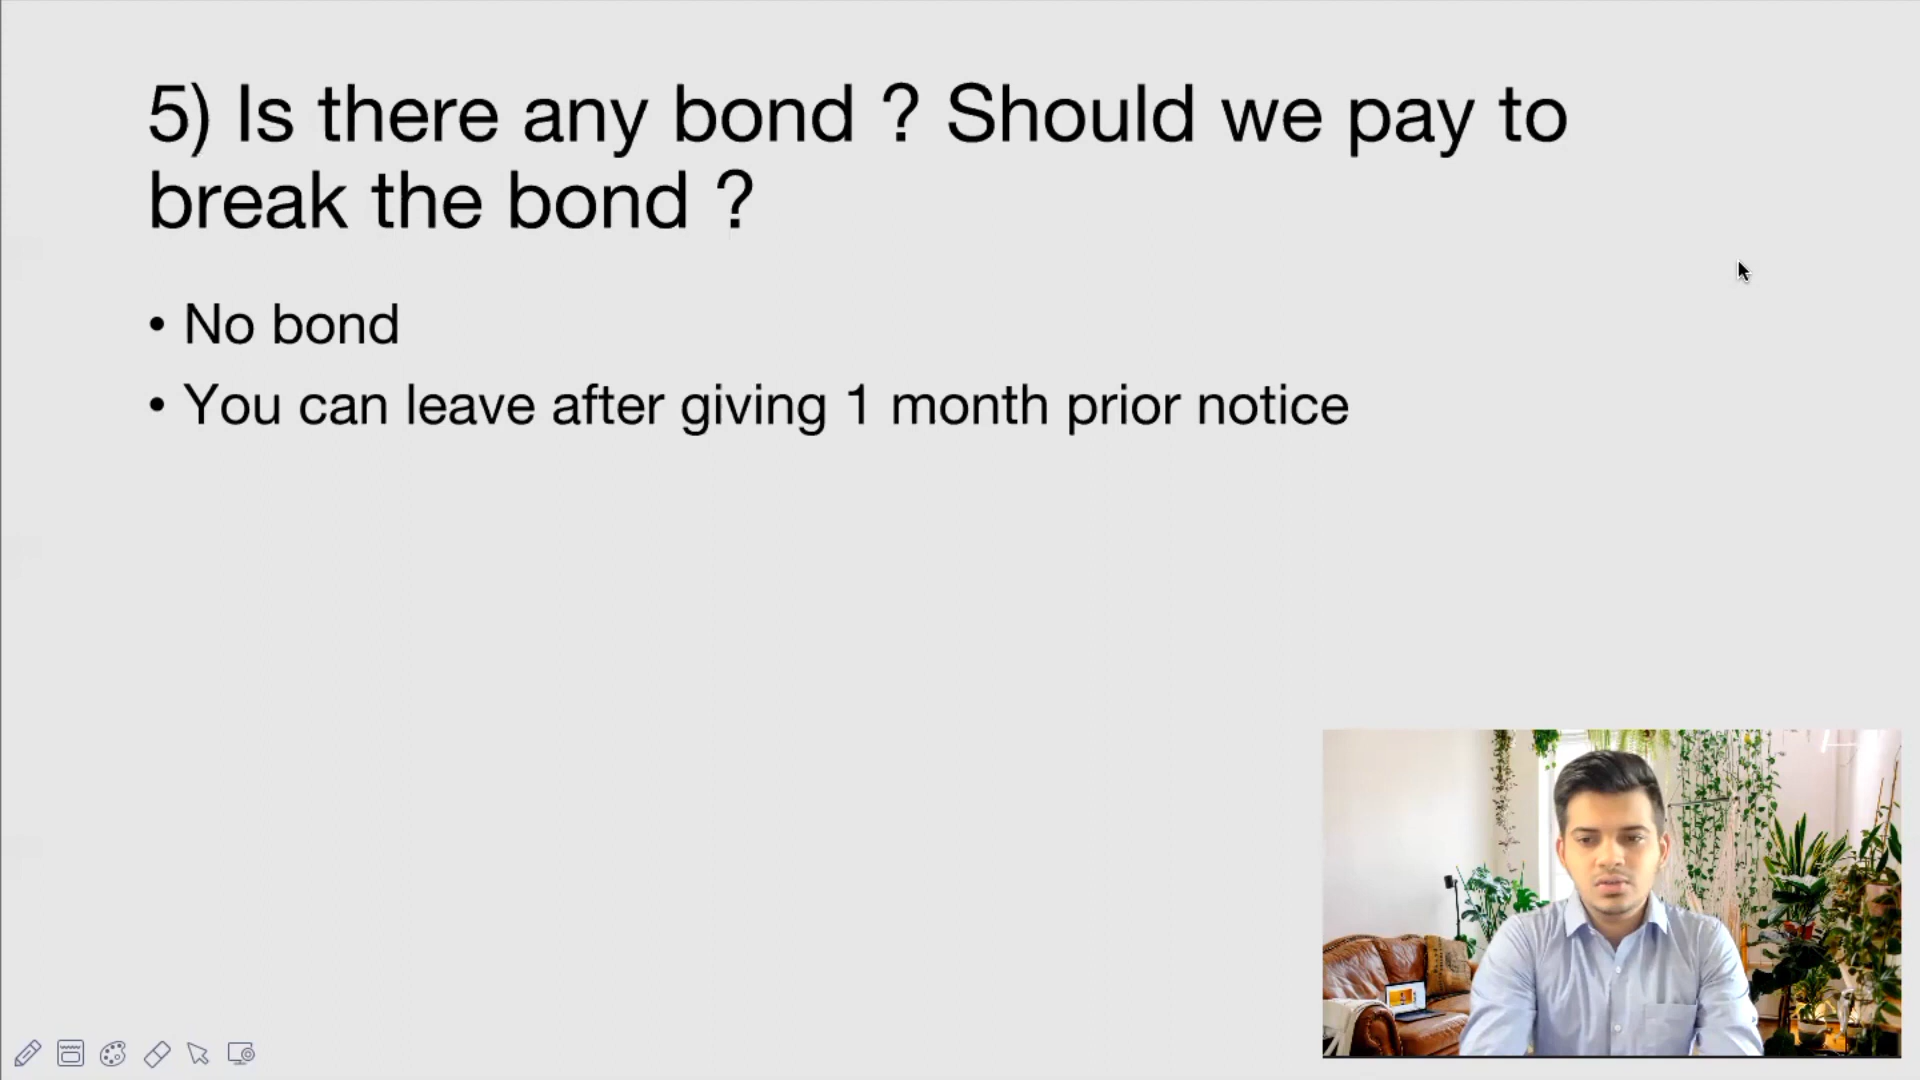 5) Is there any bond ? Should we pay to
break the bond ?
• No bond
• You can leave after giving 1 month prior notice